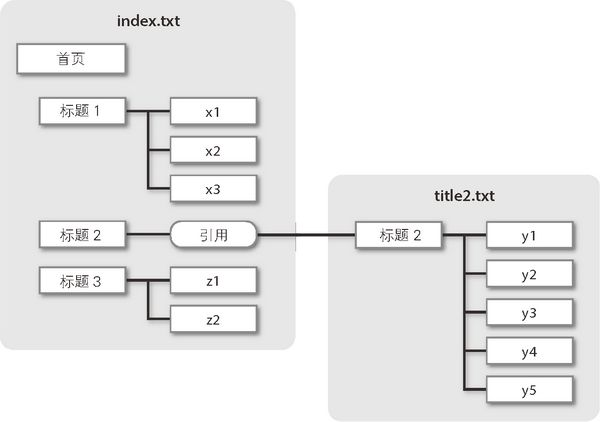 index.txt
首页
标题 1
x1
x2
x3
标题 2
引用
标题 3
z1
z2
title2.txt
标题 2
y1
y2
y3
y4
y5